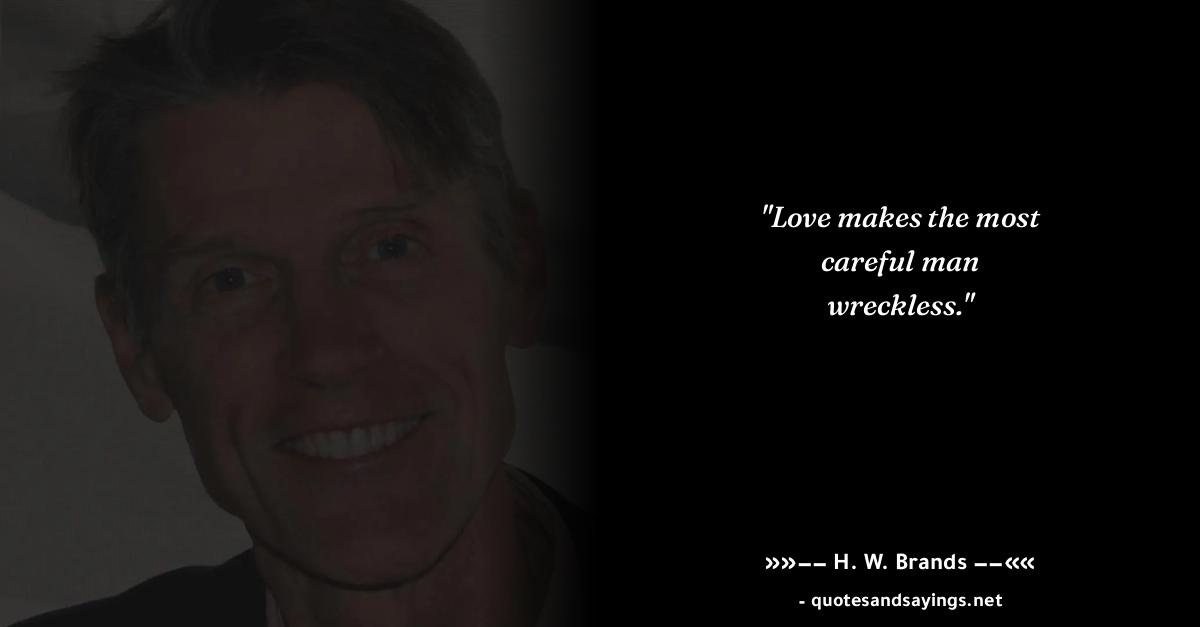 "Love makes the most
careful man
wreckless."
»»–– H. W. Brands ––««
- quotesandsayings.net